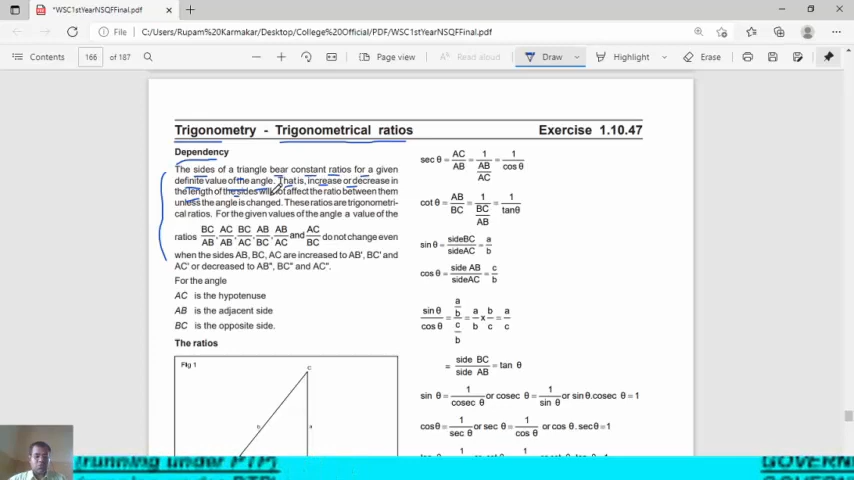 *WSC1stYearNSQFFinal.pdf
File
C:/Users/Rupam Karmakar/Desktop/College%20Official/PDF/WSC1stYearNSQFFinal.pdf
Contents
166 of 187
Page view
Read aloud
Draw
Highlight
Erase
Trigonometry - Trigonometrical ratios
Exercise 1.10.47
Dependency
The sides of a triangle bear constant ratios for a given
definite value of the angle. That is, increase or decrease in
the length of the sides will not affect the ratio between them
unless the angle is changed. These ratios are trigonometri-
cal ratios. For the given values of the angle a value of the
ratios BC/AB, AC/AB, BC/AC, AB/BC, AB/AC and AC/BC do not change even
when the sides AB, BC, AC are increased to AB', BC' and
AC' or decreased to AB", BC" and AC".
For the angle
AC is the hypotenuse
AB is the adjacent side
BC is the opposite side.
The ratios
Fig 1
C
b
a
sec θ = AC/AB = 1/(AB/AC) = 1/cos θ
cot θ = AB/BC = 1/(BC/AB) = 1/tanθ
sin θ = sideBC/sideAC = a/b
cos θ = side AB/sideAC = c/b
sin θ/cos θ = (a/b)/(c/b) = a/b x b/c = a/c
= side BC/side AB = tan θ
sin θ = 1/cosec θ or cosec θ = 1/sin θ or sin θ.cosec θ = 1
cos θ = 1/sec θ or sec θ = 1/cos θ or cos θ . sec θ = 1
(running under PTP)
GOVERN